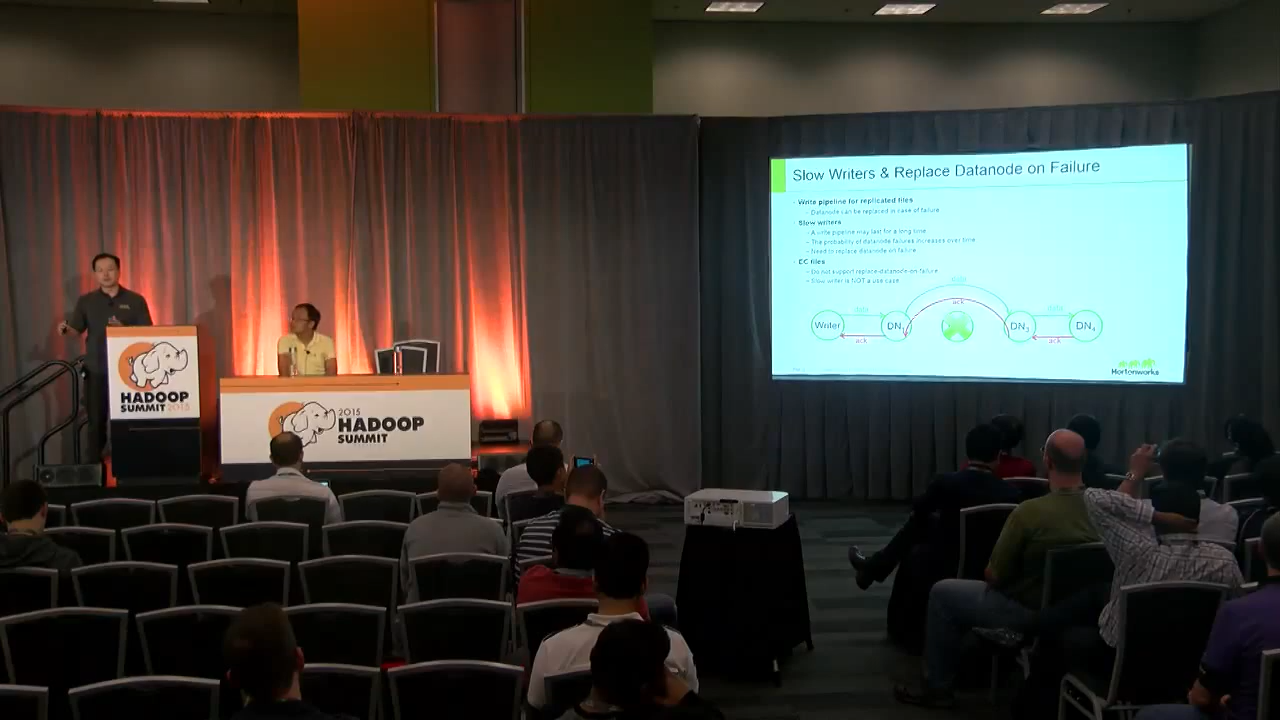 Slow Writers & Replace Datanode on Failure
Write pipeline for replicated files
– Datanode can be replaced in case of failure.
Slow writers
– A write pipeline may last for a long time
– The probability of datanode failures increases over time.
– Need to replace datanode on failure.
EC files
– Do not support replace-datanode-on-failure.
– Slow writer is NOT a use case
data
ack
Writer
data
ack
DN1
DN3
data
ack
DN4
Hortonworks
HADOOP
SUMMIT 2015
2015
HADOOP
SUMMIT